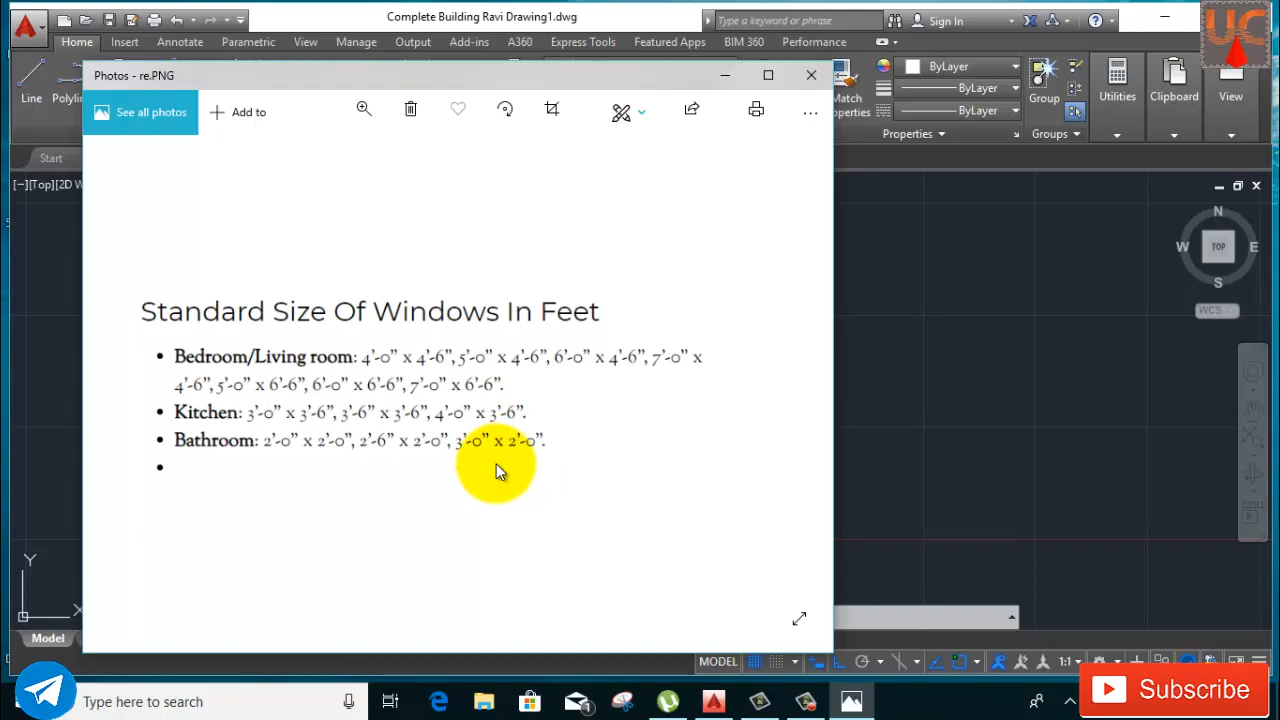 Complete Building Ravi Drawing1.dwg
Type a keyword or phrase
Sign In
Home Insert Annotate Parametric View Manage Output Add-ins A360 Express Tools Featured Apps BIM 360 Performance
Line
Match
ByLayer
ByLayer
ByLayer
Properties
Group
Groups
Utilities
Clipboard
View
UC
Start
[−][Top]
Photos - re.PNG
See all photos
Add to
Standard Size Of Windows In Feet
• Bedroom/Living room: 4’-0” x 4’-6”, 5’-0” x 4’-6”, 6’-0” x 4’-6”, 7’-0” x
4’-6”, 5’-0” x 6’-6”, 6’-0” x 6’-6”, 7’-0” x 6’-6”.
• Kitchen: 3’-0” x 3’-6”, 3’-6” x 3’-6”, 4’-0” x 3’-6”.
• Bathroom: 2’-0” x 2’-0”, 2’-6” x 2’-0”, 3’-0” x 2’-0”.
•
N
W TOP E
S
WCS
Y
X
Model
MODEL
1:1
Type here to search
1
Subscribe